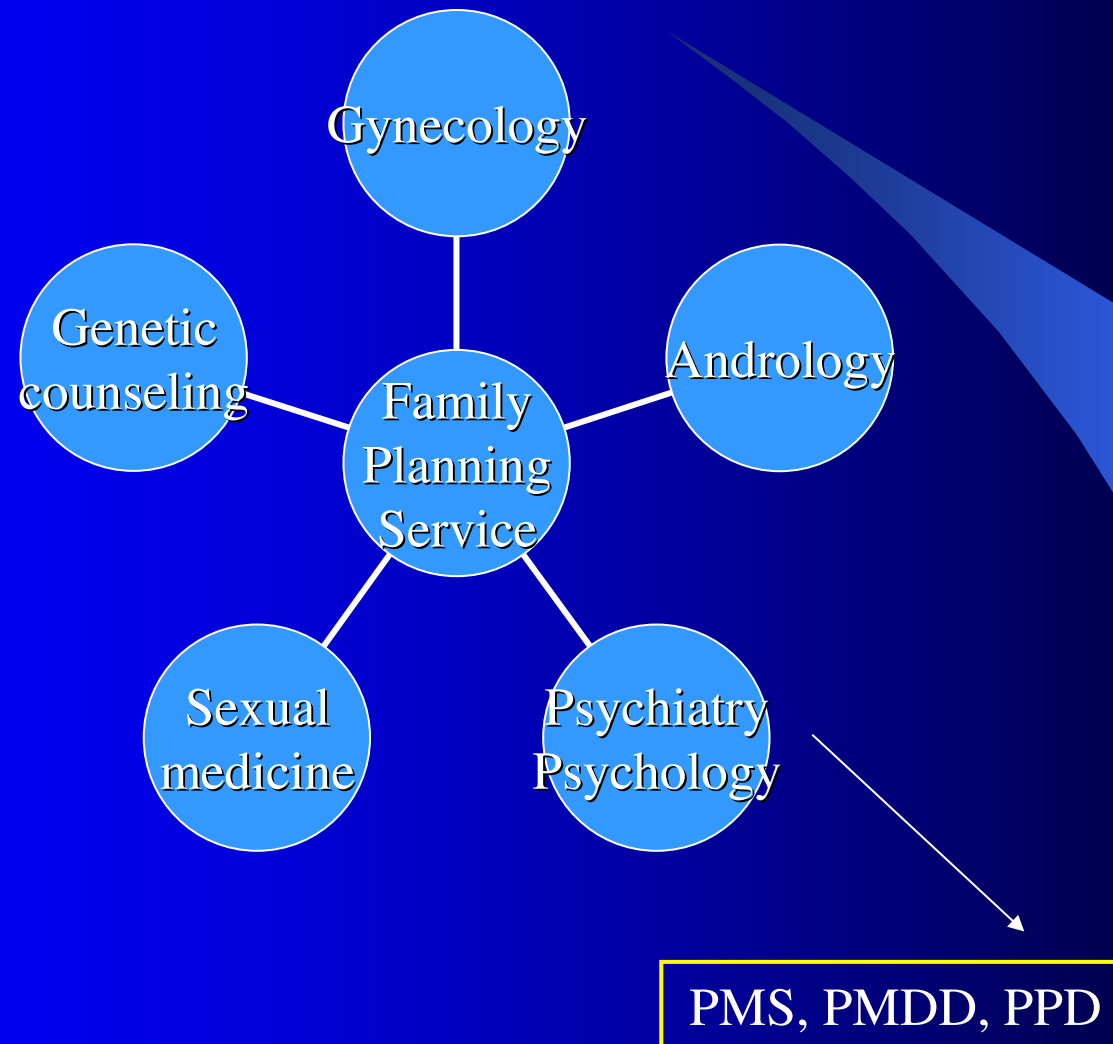 Gynecology
Genetic
counseling
Andrology
Family
Planning
Service
Sexual
medicine
Psychiatry
Psychology
PMS, PMDD, PPD